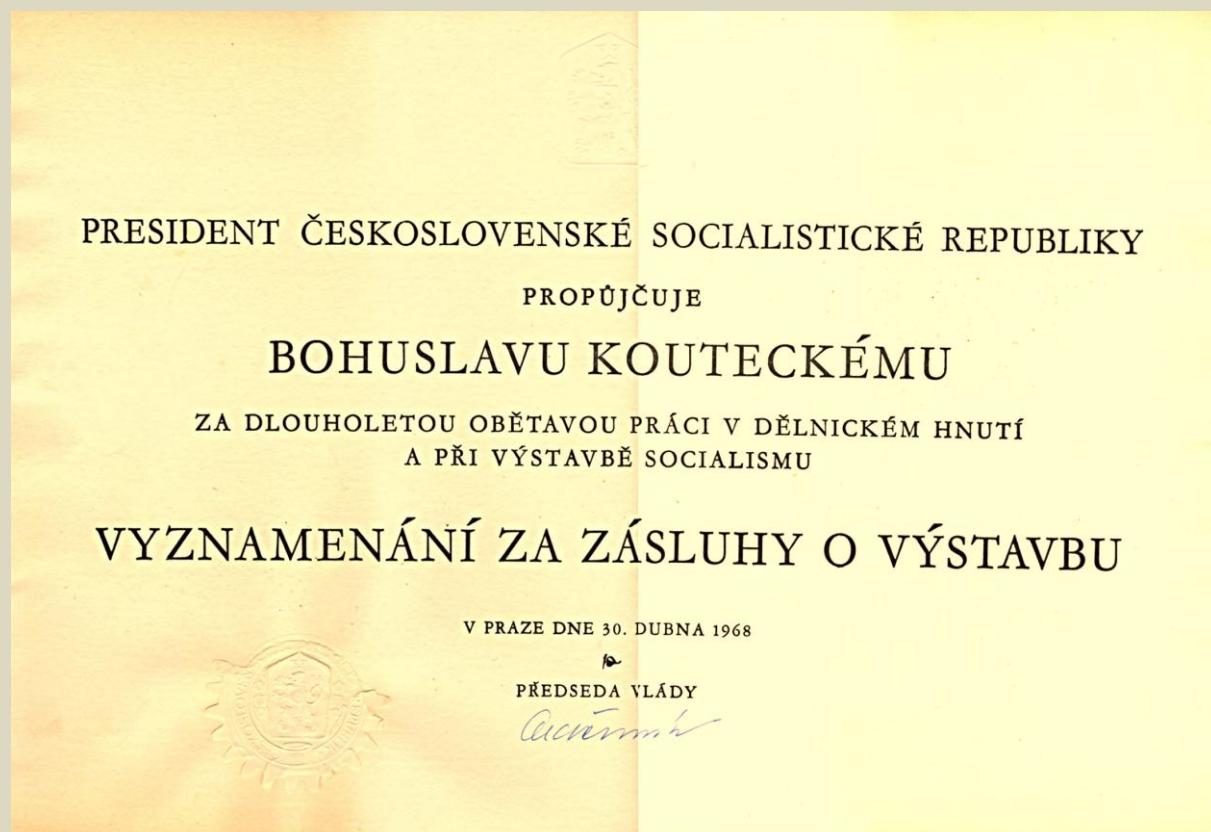 PRESIDENT ČESKOSLOVENSKÉ SOCIALISTICKÉ REPUBLIKY
PROPŮJČUJE
BOHUSLAVU KOUTECKÉMU
ZA DLOUHOLETOU OBĚTAVOU PRÁCI V DĚLNICKÉM HNUTÍ
A PŘI VÝSTAVBĚ SOCIALISMU
VYZNAMENÁNÍ ZA ZÁSLUHY O VÝSTAVBU
V PRAZE DNE 30. DUBNA 1968
PŘEDSEDA VLÁDY